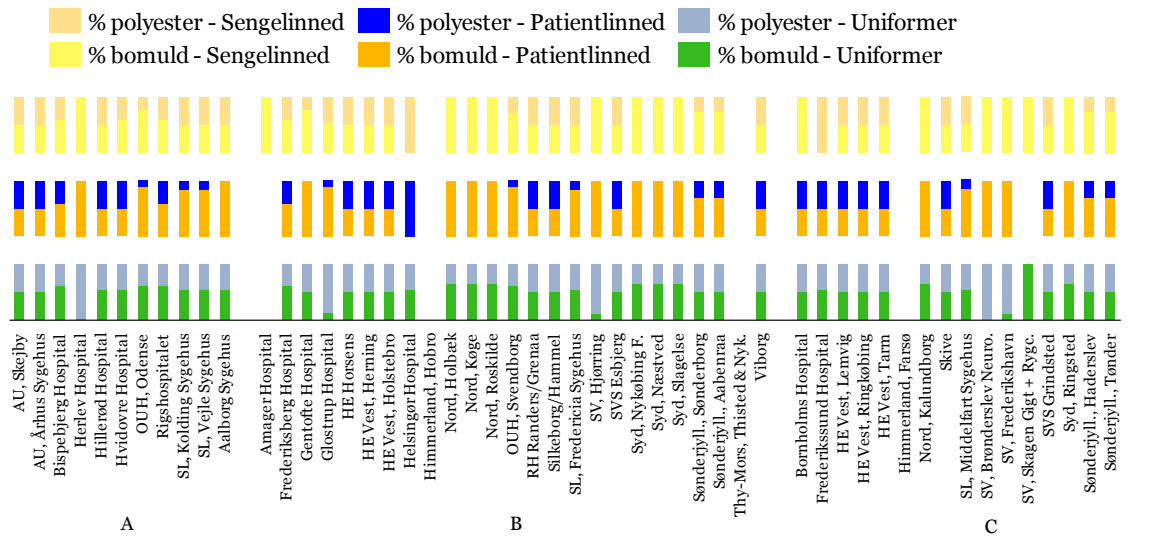 % polyester - Sengelinned
% polyester - Patientlinned
% polyester - Uniformer
% bomuld - Sengelinned
% bomuld - Patientlinned
% bomuld - Uniformer
AU, Skejby
AU, Århus Sygehus
Bispebjerg Hospital
Herlev Hospital
Hillerød Hospital
Hvidovre Hospital
OUH, Odense
Rigshospitalet
SL, Kolding Sygehus
SL, Vejle Sygehus
Aalborg Sygehus
Amager Hospital
Frederiksberg Hospital
Gentofte Hospital
Glostrup Hospital
HE Horsens
HE Vest, Herning
HE Vest, Holstebro
Helsingør Hospital
Himmerland, Hobro
Nord, Holbæk
Nord, Køge
Nord, Roskilde
OUH, Svendborg
RH Randers/Grenaa
Silkeborg/Hammel
SL, Fredericia Sygehus
SV, Hjørring
SVS Esbjerg
Syd, Nykøbing F.
Syd, Næstved
Syd, Slagelse
Sønderjyll., Sønderborg
Sønderjyll., Aabenraa
Thy-Mors, Thisted & Nyk.
Viborg
Bornholms Hospital
Frederikssund Hospital
HE Vest, Lemvig
HE Vest, Ringkøbing
HE Vest, Tarm
Himmerland, Farsø
Nord, Kalundborg
Skive
SL, Middelfart Sygehus
SV, Brønderslev Neuro.
SV, Frederikshavn
SV, Skagen Gigt + Rygc.
SVS Grindsted
Syd, Ringsted
Sønderjyll., Haderslev
Sønderjyll., Tønder
A
B
C